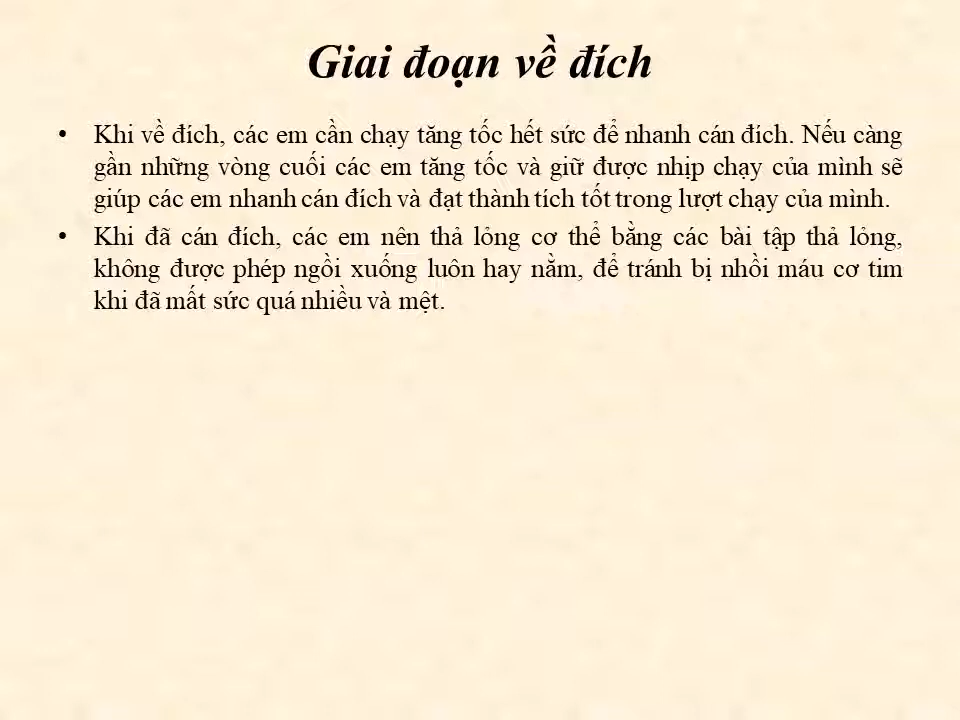 Giai đoạn về đích
• Khi về đích, các em cần chạy tăng tốc hết sức để nhanh cán đích. Nếu càng
gần những vòng cuối các em tăng tốc và giữ được nhịp chạy của mình sẽ
giúp các em nhanh cán đích và đạt thành tích tốt trong lượt chạy của mình.
• Khi đã cán đích, các em nên thả lỏng cơ thể bằng các bài tập thả lỏng,
không được phép ngồi xuống luôn hay nằm, để tránh bị nhồi máu cơ tim
khi đã mất sức quá nhiều và mệt.